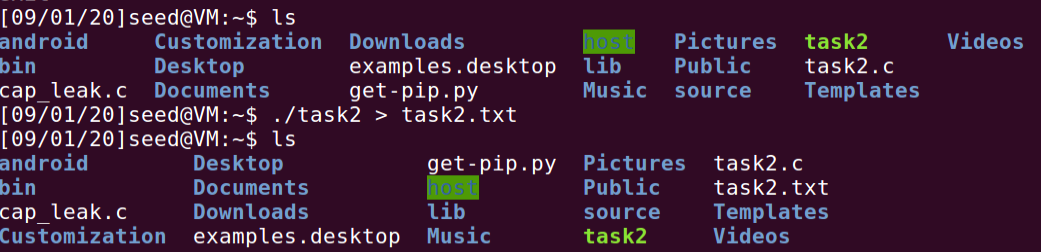 [09/01/20]seed@VM:~$ ls
android Customization Downloads host Pictures task2 Videos
bin Desktop examples.desktop lib Public task2.c
cap_leak.c Documents get-pip.py Music source Templates
[09/01/20]seed@VM:~$ ./task2 > task2.txt
[09/01/20]seed@VM:~$ ls
android Desktop get-pip.py Pictures task2.c
bin Documents host Public task2.txt
cap_leak.c Downloads lib source Templates
Customization examples.desktop Music task2 Videos